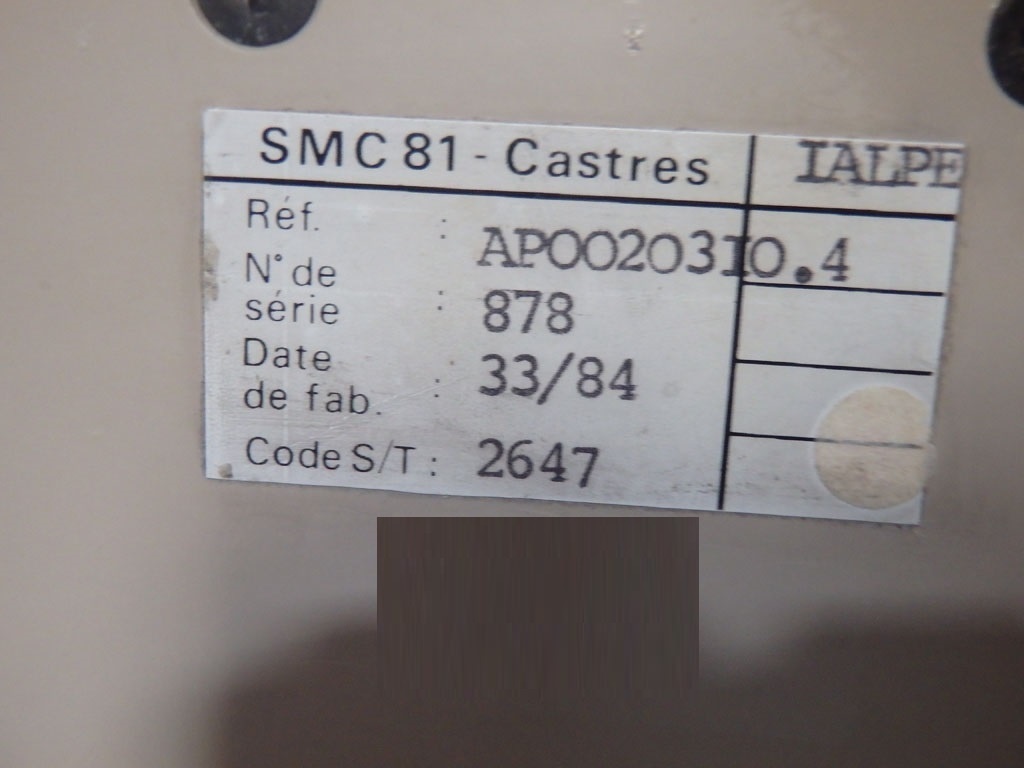 SMC 81 - Castres IALPE
Réf. : AP0020310.4
N° de
série : 878
Date
de fab. : 33/84
Code S/T : 2647